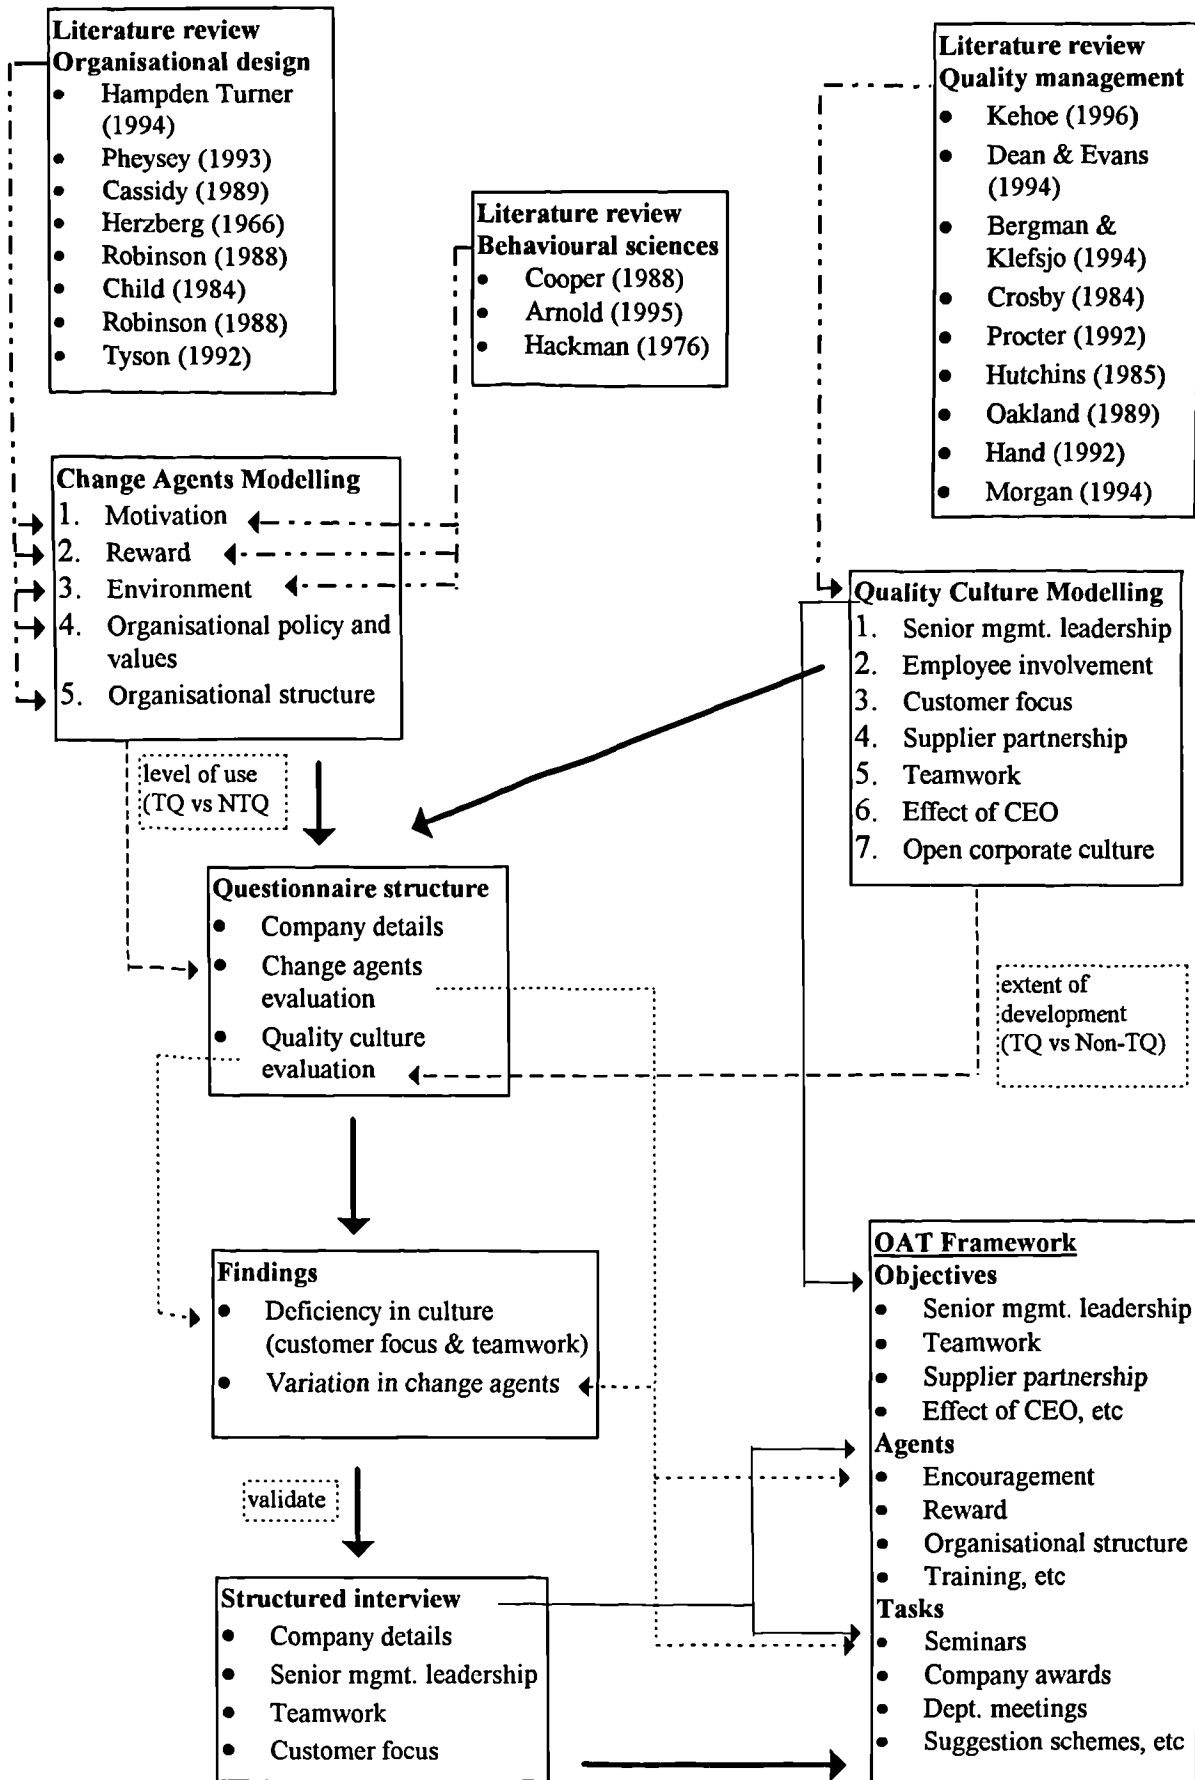 Literature review
Organisational design
• Hampden Turner
(1994)
• Pheysey (1993)
• Cassidy (1989)
• Herzberg (1966)
• Robinson (1988)
• Child (1984)
• Robinson (1988)
• Tyson (1992)
Literature review
Behavioural sciences
• Cooper (1988)
• Arnold (1995)
• Hackman (1976)
Literature review
Quality management
• Kehoe (1996)
• Dean & Evans
(1994)
• Bergman &
Klefsjo (1994)
• Crosby (1984)
• Procter (1992)
• Hutchins (1985)
• Oakland (1989)
• Hand (1992)
• Morgan (1994)
Change Agents Modelling
1. Motivation
2. Reward
3. Environment
4. Organisational policy and
values
5. Organisational structure
Quality Culture Modelling
1. Senior mgmt. leadership
2. Employee involvement
3. Customer focus
4. Supplier partnership
5. Teamwork
6. Effect of CEO
7. Open corporate culture
level of use
(TQ vs NTQ
Questionnaire structure
• Company details
• Change agents
evaluation
• Quality culture
evaluation
extent of
development
(TQ vs Non-TQ)
Findings
• Deficiency in culture
(customer focus & teamwork)
• Variation in change agents
validate
Structured interview
• Company details
• Senior mgmt. leadership
• Teamwork
• Customer focus
OAT Framework
Objectives
• Senior mgmt. leadership
• Teamwork
• Supplier partnership
• Effect of CEO, etc
Agents
• Encouragement
• Reward
• Organisational structure
• Training, etc
Tasks
• Seminars
• Company awards
• Dept. meetings
• Suggestion schemes, etc